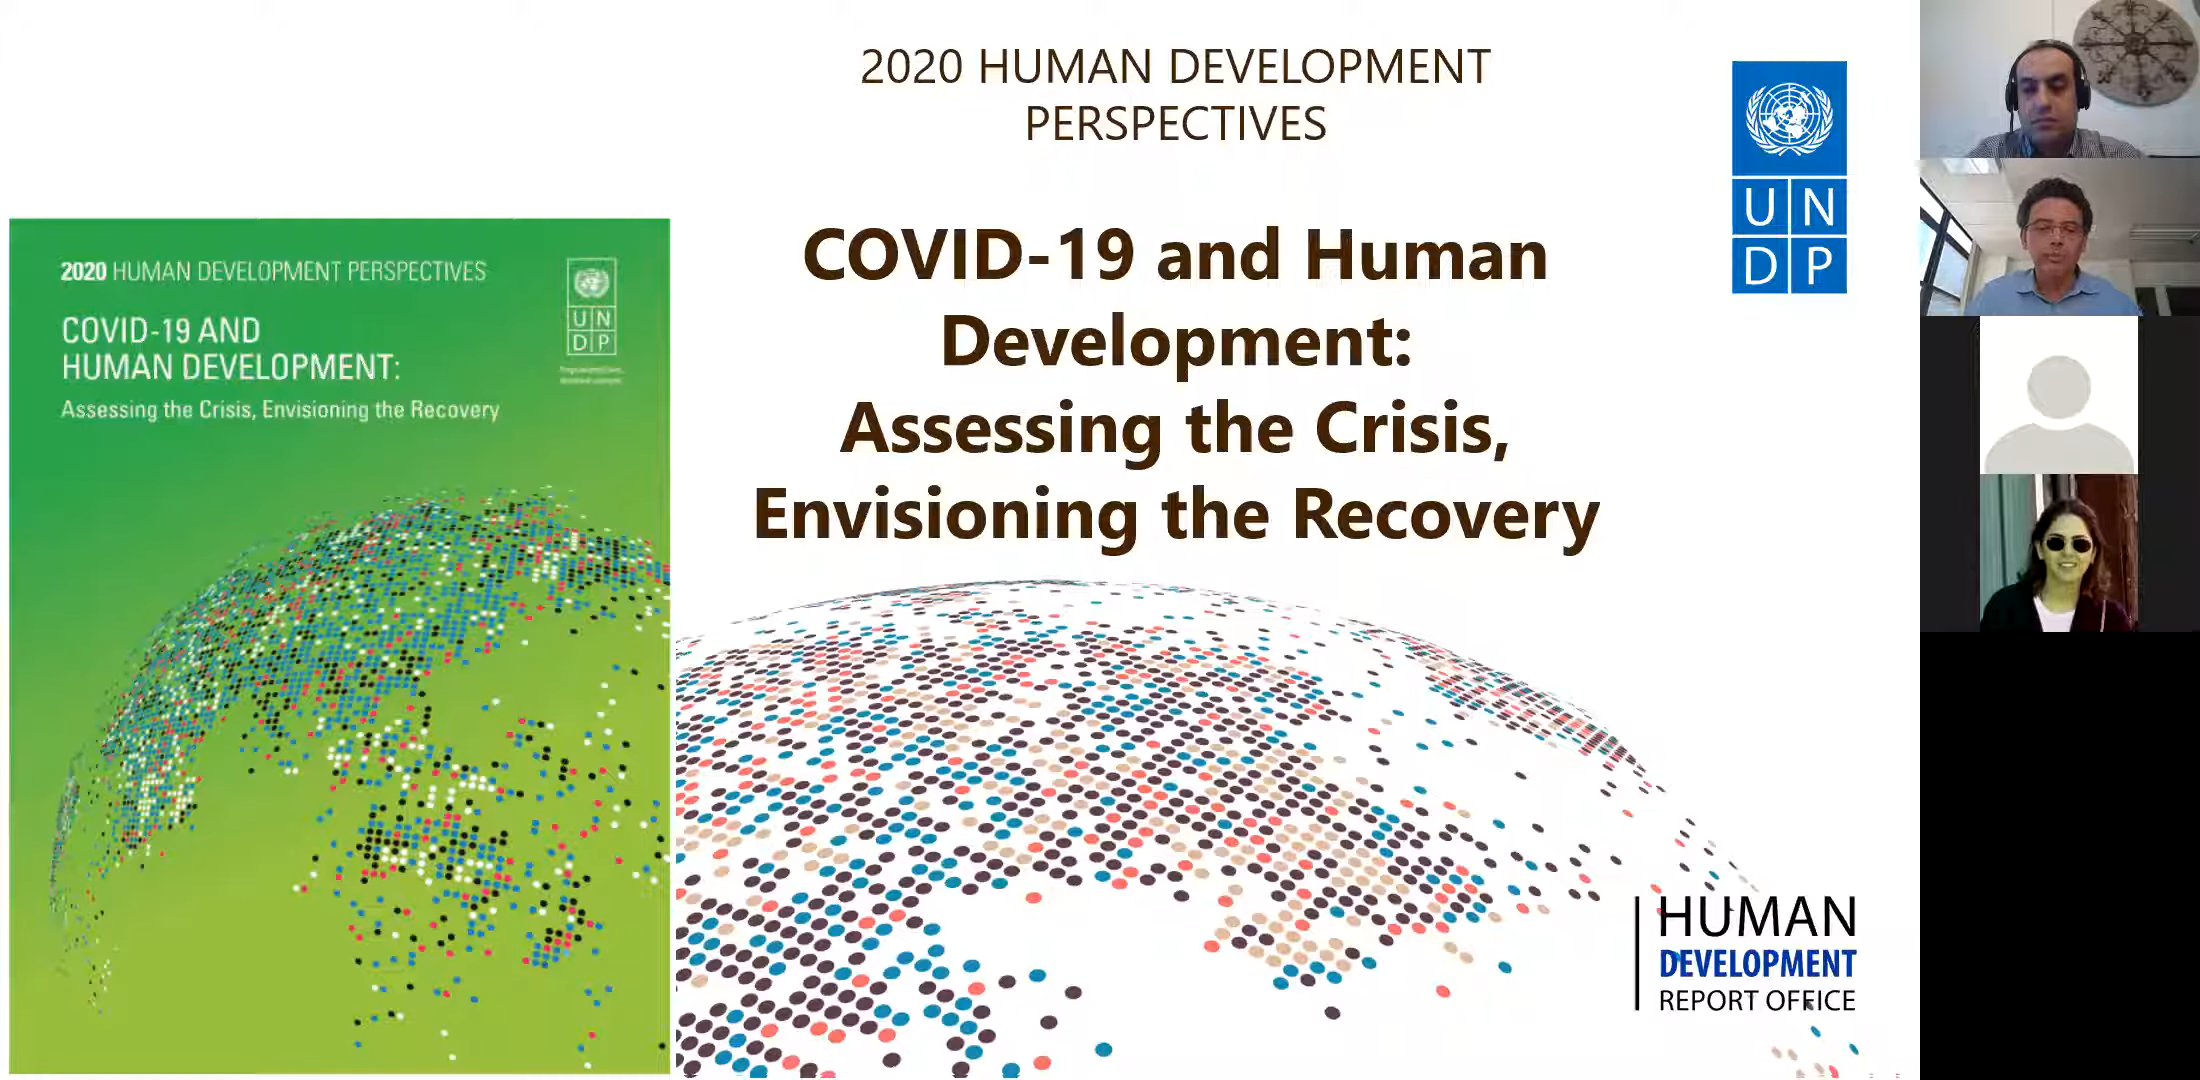 2020 HUMAN DEVELOPMENT
PERSPECTIVES
COVID-19 and Human
Development:
Assessing the Crisis,
Envisioning the Recovery
U N
D P
2020 HUMAN DEVELOPMENT PERSPECTIVES
COVID-19 AND
HUMAN DEVELOPMENT:
Assessing the Crisis, Envisioning the Recovery
U N
D P
HUMAN
DEVELOPMENT
REPORT OFFICE